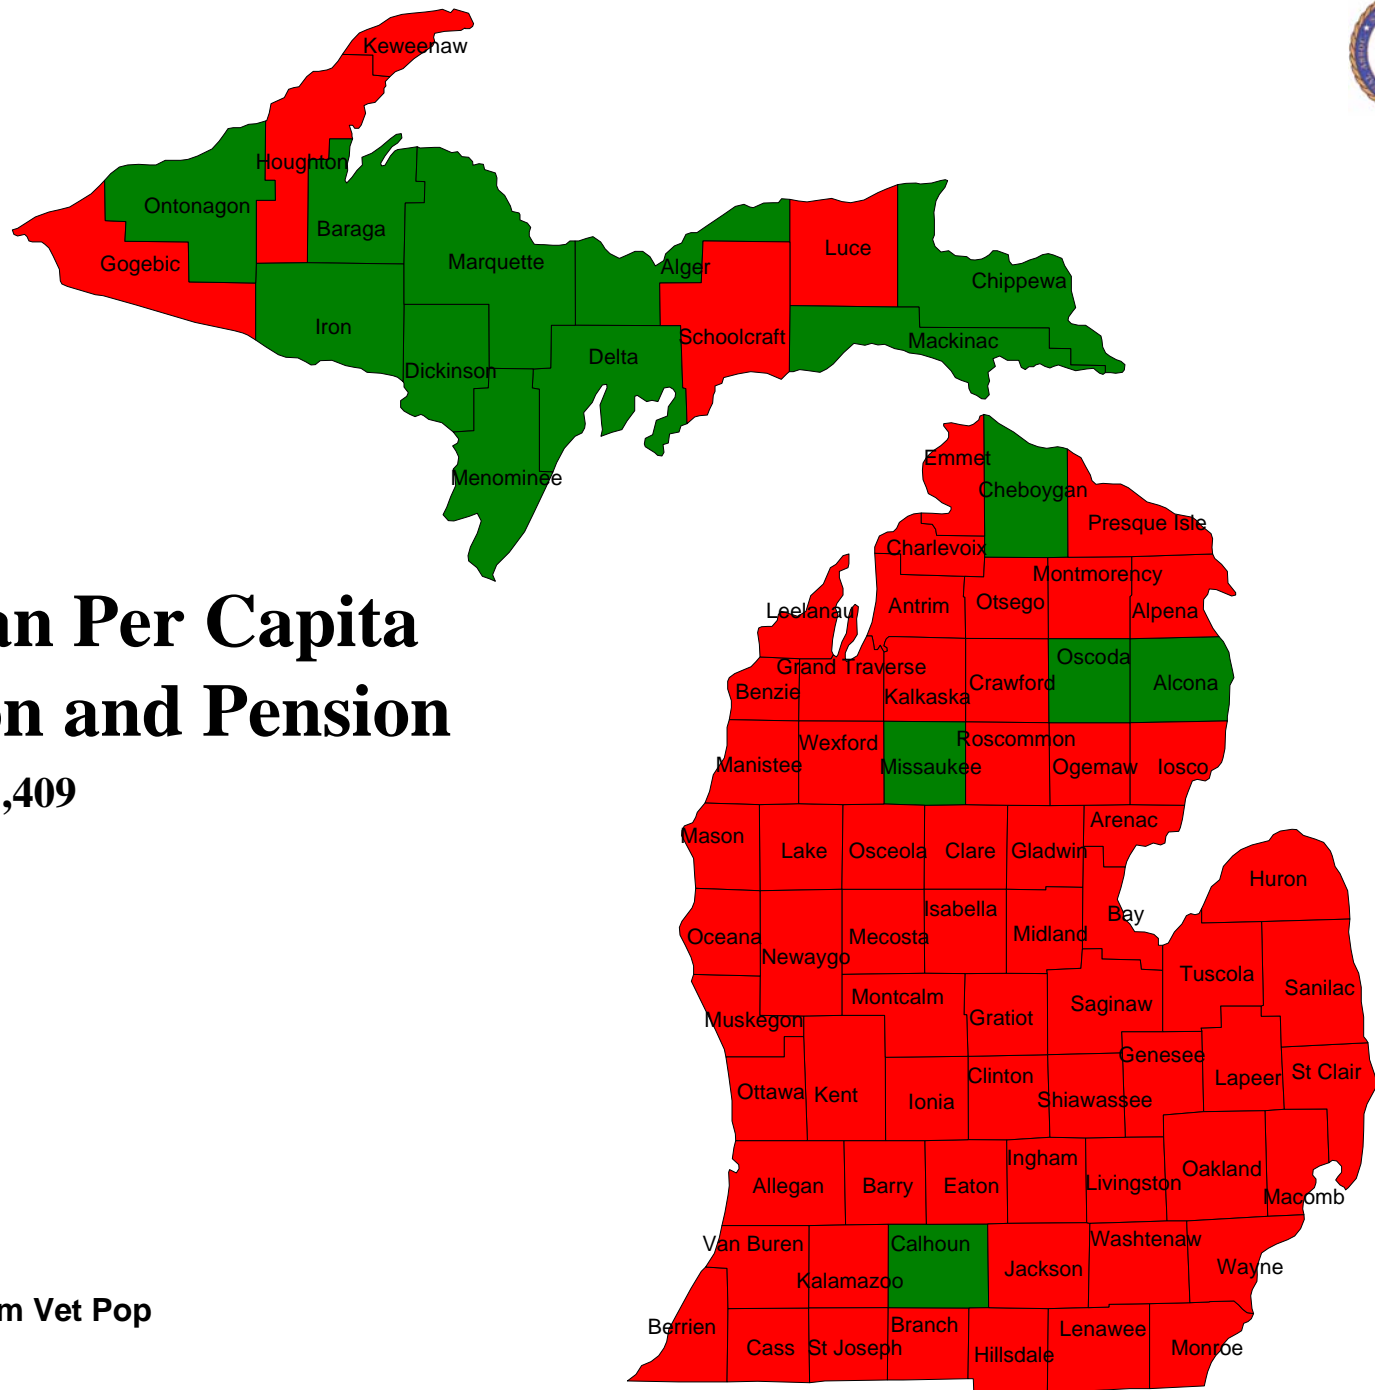 Keweenaw
Houghton
Ontonagon
Baraga
Gogebic
Marquette
Alger
Luce
Chippewa
Iron
Schoolcraft
Mackinac
Delta
Dickinson
Menominee
Emmet
Cheboygan
Presque Isle
Charlevoix
Montmorency
Leelanau
Antrim
Otsego
Alpena
an Per Capita
Grand Traverse
Oscoda
Benzie
Kalkaska
Crawford
Alcona
on and Pension
Wexford
Roscommon
Manistee
Missaukee
Ogemaw
Iosco
,409
Arenac
Mason
Lake
Osceola
Clare
Gladwin
Huron
Isabella
Bay
Oceana
Newaygo
Mecosta
Midland
Tuscola
Sanilac
Montcalm
Saginaw
Muskegon
Gratiot
Genesee
Clinton
Lapeer
St Clair
Ottawa
Kent
Ionia
Shiawassee
Ingham
Oakland
Allegan
Barry
Eaton
Livingston
Macomb
Van Buren
Calhoun
Washtenaw
Kalamazoo
Jackson
Wayne
m Vet Pop
Berrien
Branch
Lenawee
Cass
St Joseph
Hillsdale
Monroe